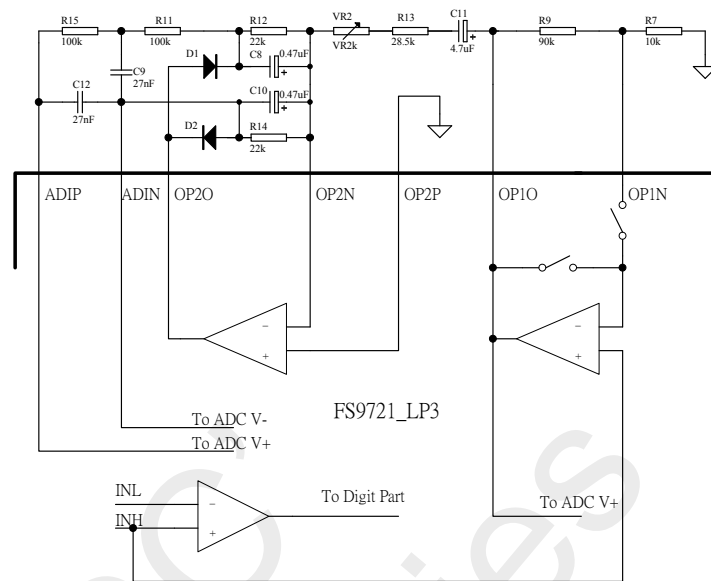 R15
100k
R11
100k
R12
22k
VR2
VR2k
R13
28.5k
C11
4.7uF
R9
90k
R7
10k
D1
C8
0.47uF
C9
27nF
C10
0.47uF
C12
27nF
D2
R14
22k
ADIP
ADIN
OP2O
OP2N
OP2P
OP1O
OP1N
FS9721_LP3
To ADC V-
To ADC V+
INL
INH
To Digit Part
To ADC V+